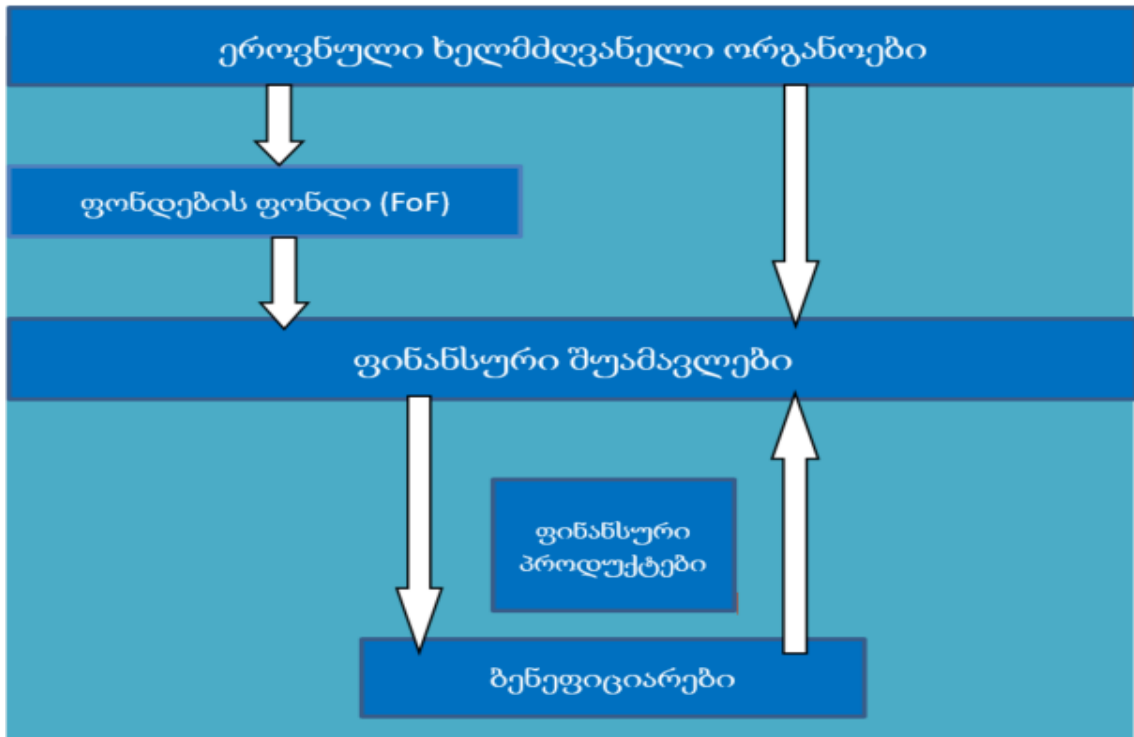 ეროვნული ხელმძღვანელი ორგანოები
ფონდების ფონდი (FoF)
ფინანსური შუამავლები
ფინანსური
პროდუქტები
ბენეფიციარები